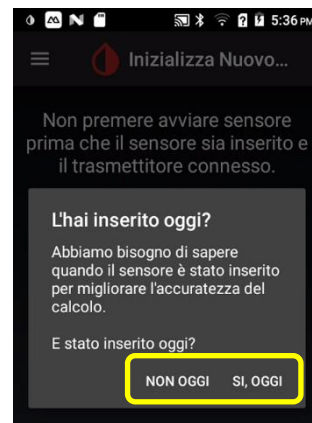 5:36 PM
Inizializza Nuovo...
Non premere avviare sensore
prima che il sensore sia inserito e
il trasmettitore connesso.
L'hai inserito oggi?
Abbiamo bisogno di sapere
quando il sensore è stato inserito
per migliorare l'accuratezza del
calcolo.
E stato inserito oggi?
NON OGGI SI, OGGI